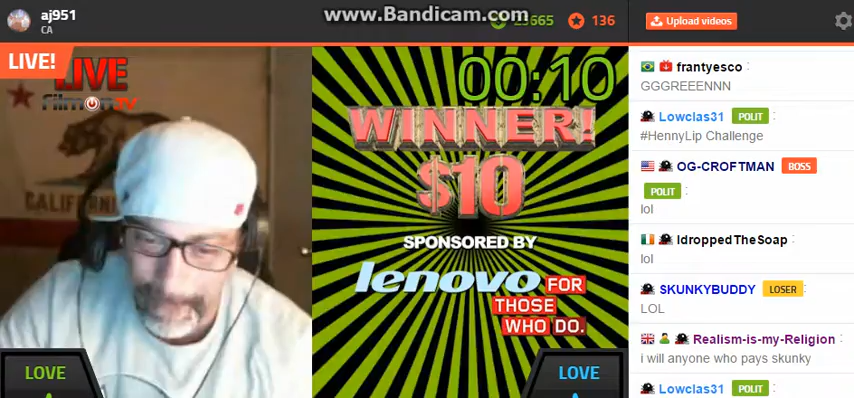 aj951
CA
www.Bandicam.com
136
Upload videos
LIVE!
LIVE
FilmOn.TV
CALIFORNI
00:10
WINNER!
$10
SPONSORED BY
lenovo FOR
THOSE
WHO DO.
LOVE
LOVE
frantyesco :
GGGREEENNN
Lowclas31 POLIT :
#HennyLip Challenge
OG-CROFTMAN BOSS
POLIT :
lol
IdroppedTheSoap :
lol
SKUNKYBUDDY LOSER :
LOL
Realism-is-my-Religion :
i will anyone who pays skunky
Lowclas31 POLIT :